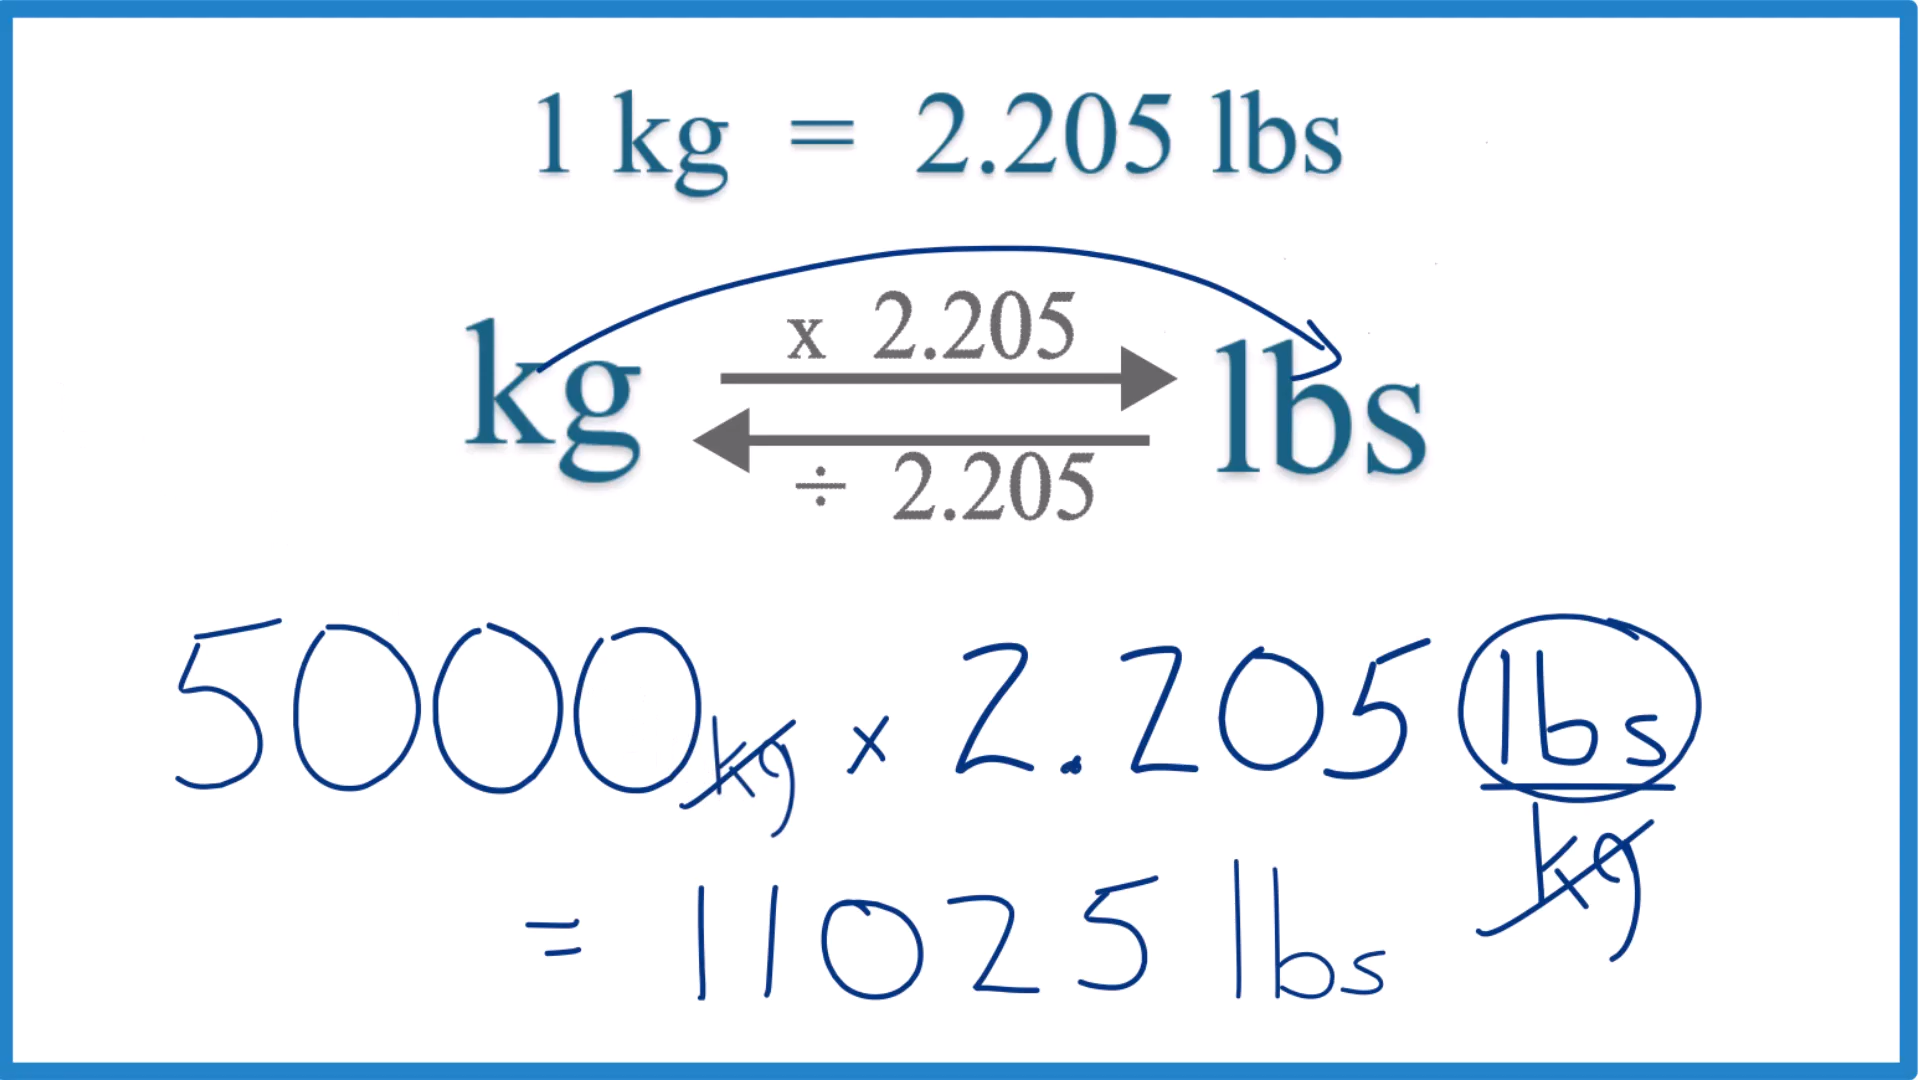 1 kg = 2.205 lbs
x 2.205
kg lbs
÷ 2.205
5000 kg x 2.205 lbs
kg
= 11025 lbs